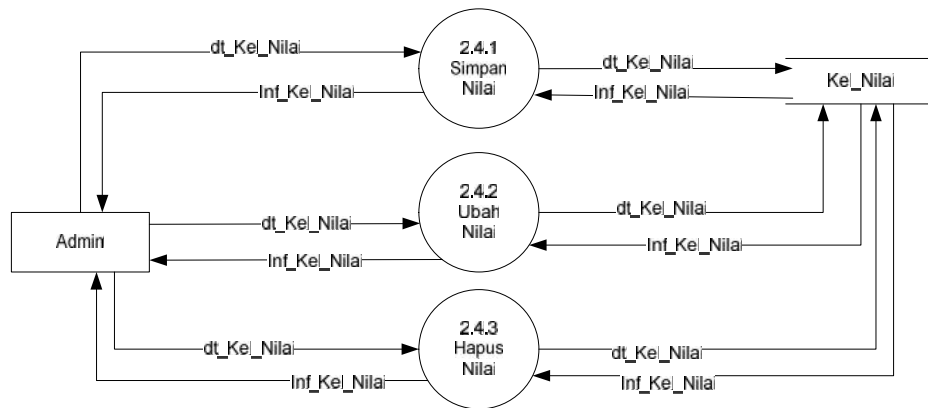 dt_Kel_Nilai
2.4.1
Simpan
Nilai
dt_Kel_Nilai
Inf_Kel_Nilai
Inf_Kel_Nilai
Kel_Nilai
Admin
dt_Kel_Nilai
2.4.2
Ubah
Nilai
dt_Kel_Nilai
Inf_Kel_Nilai
Inf_Kel_Nilai
dt_Kel_Nilai
2.4.3
Hapus
Nilai
dt_Kel_Nilai
Inf_Kel_Nilai
Inf_Kel_Nilai